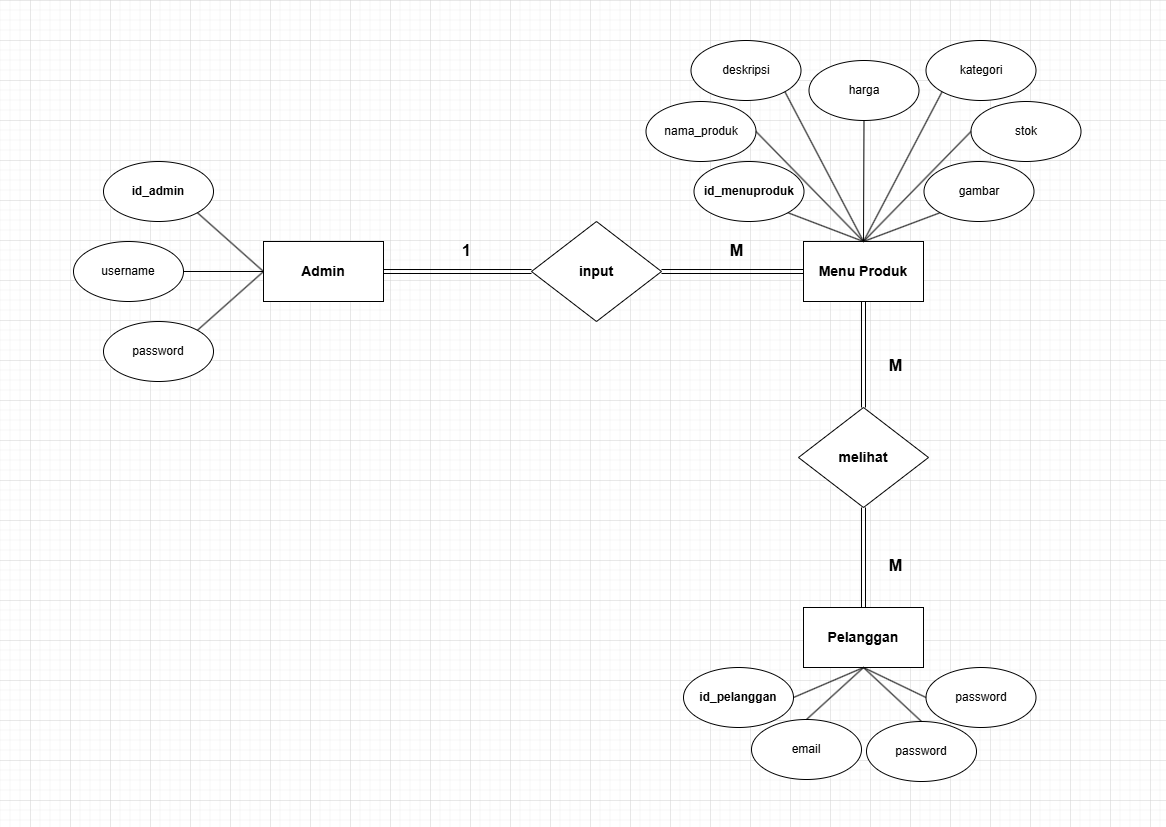 deskripsi
harga
kategori
nama_produk
stok
id_menuproduk
gambar
id_admin
username
password
Admin
1
input
M
Menu Produk
M
melihat
M
Pelanggan
id_pelanggan
password
email
password